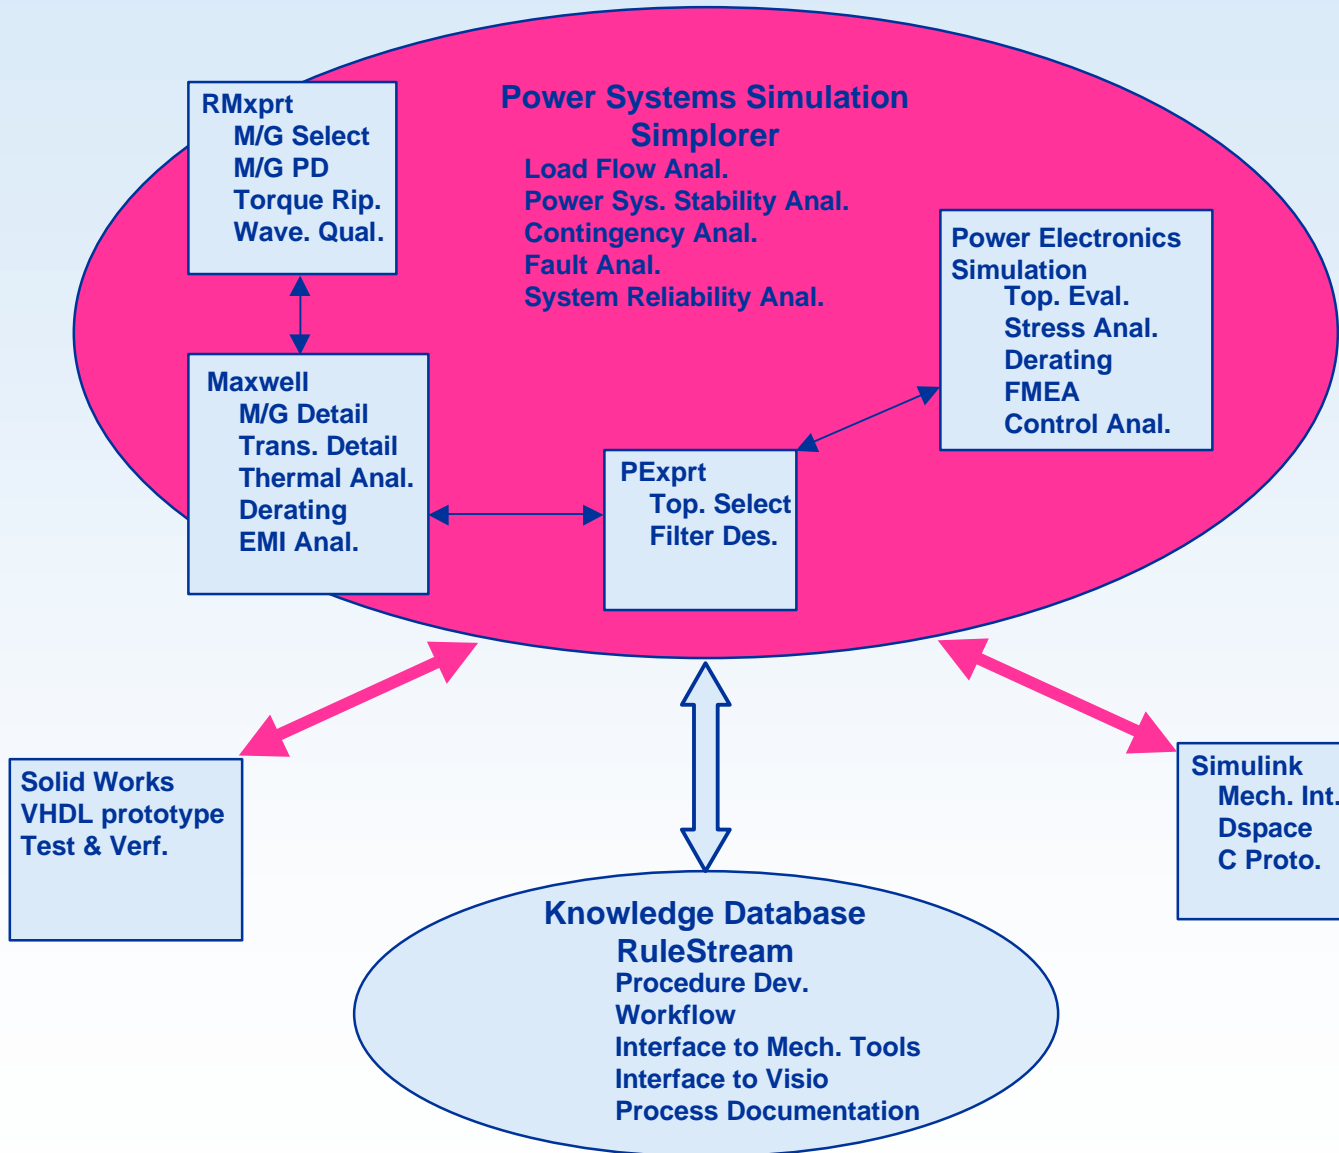 Power Systems Simulation
Simplorer
Load Flow Anal.
Power Sys. Stability Anal.
Contingency Anal.
Fault Anal.
System Reliability Anal.
RMxprt
M/G Select
M/G PD
Torque Rip.
Wave. Qual.
Power Electronics
Simulation
Top. Eval.
Stress Anal.
Derating
FMEA
Control Anal.
Maxwell
M/G Detail
Trans. Detail
Thermal Anal.
Derating
EMI Anal.
PExprt
Top. Select
Filter Des.
Solid Works
VHDL prototype
Test & Verf.
Simulink
Mech. Int.
Dspace
C Proto.
Knowledge Database
RuleStream
Procedure Dev.
Workflow
Interface to Mech. Tools
Interface to Visio
Process Documentation